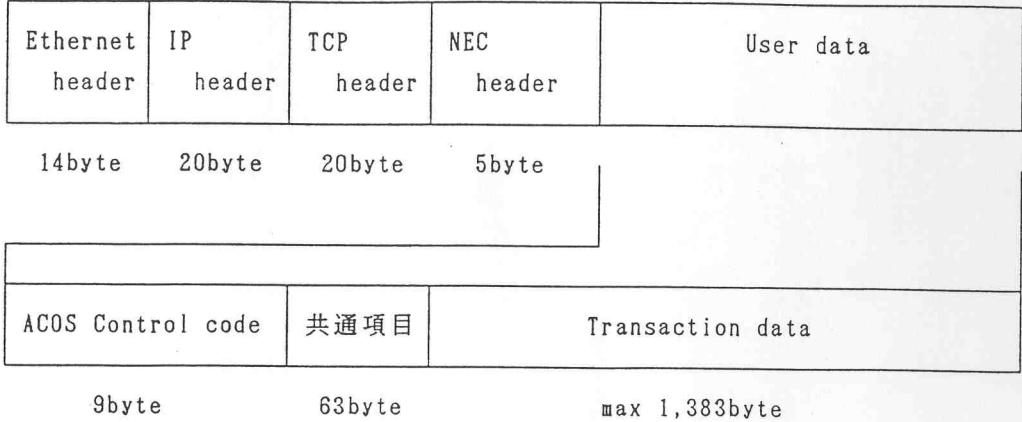 Ethernet IP TCP NEC User data
header header header header
14byte 20byte 20byte 5byte
ACOS Control code 共通項目 Transaction data
9byte 63byte max 1,383byte